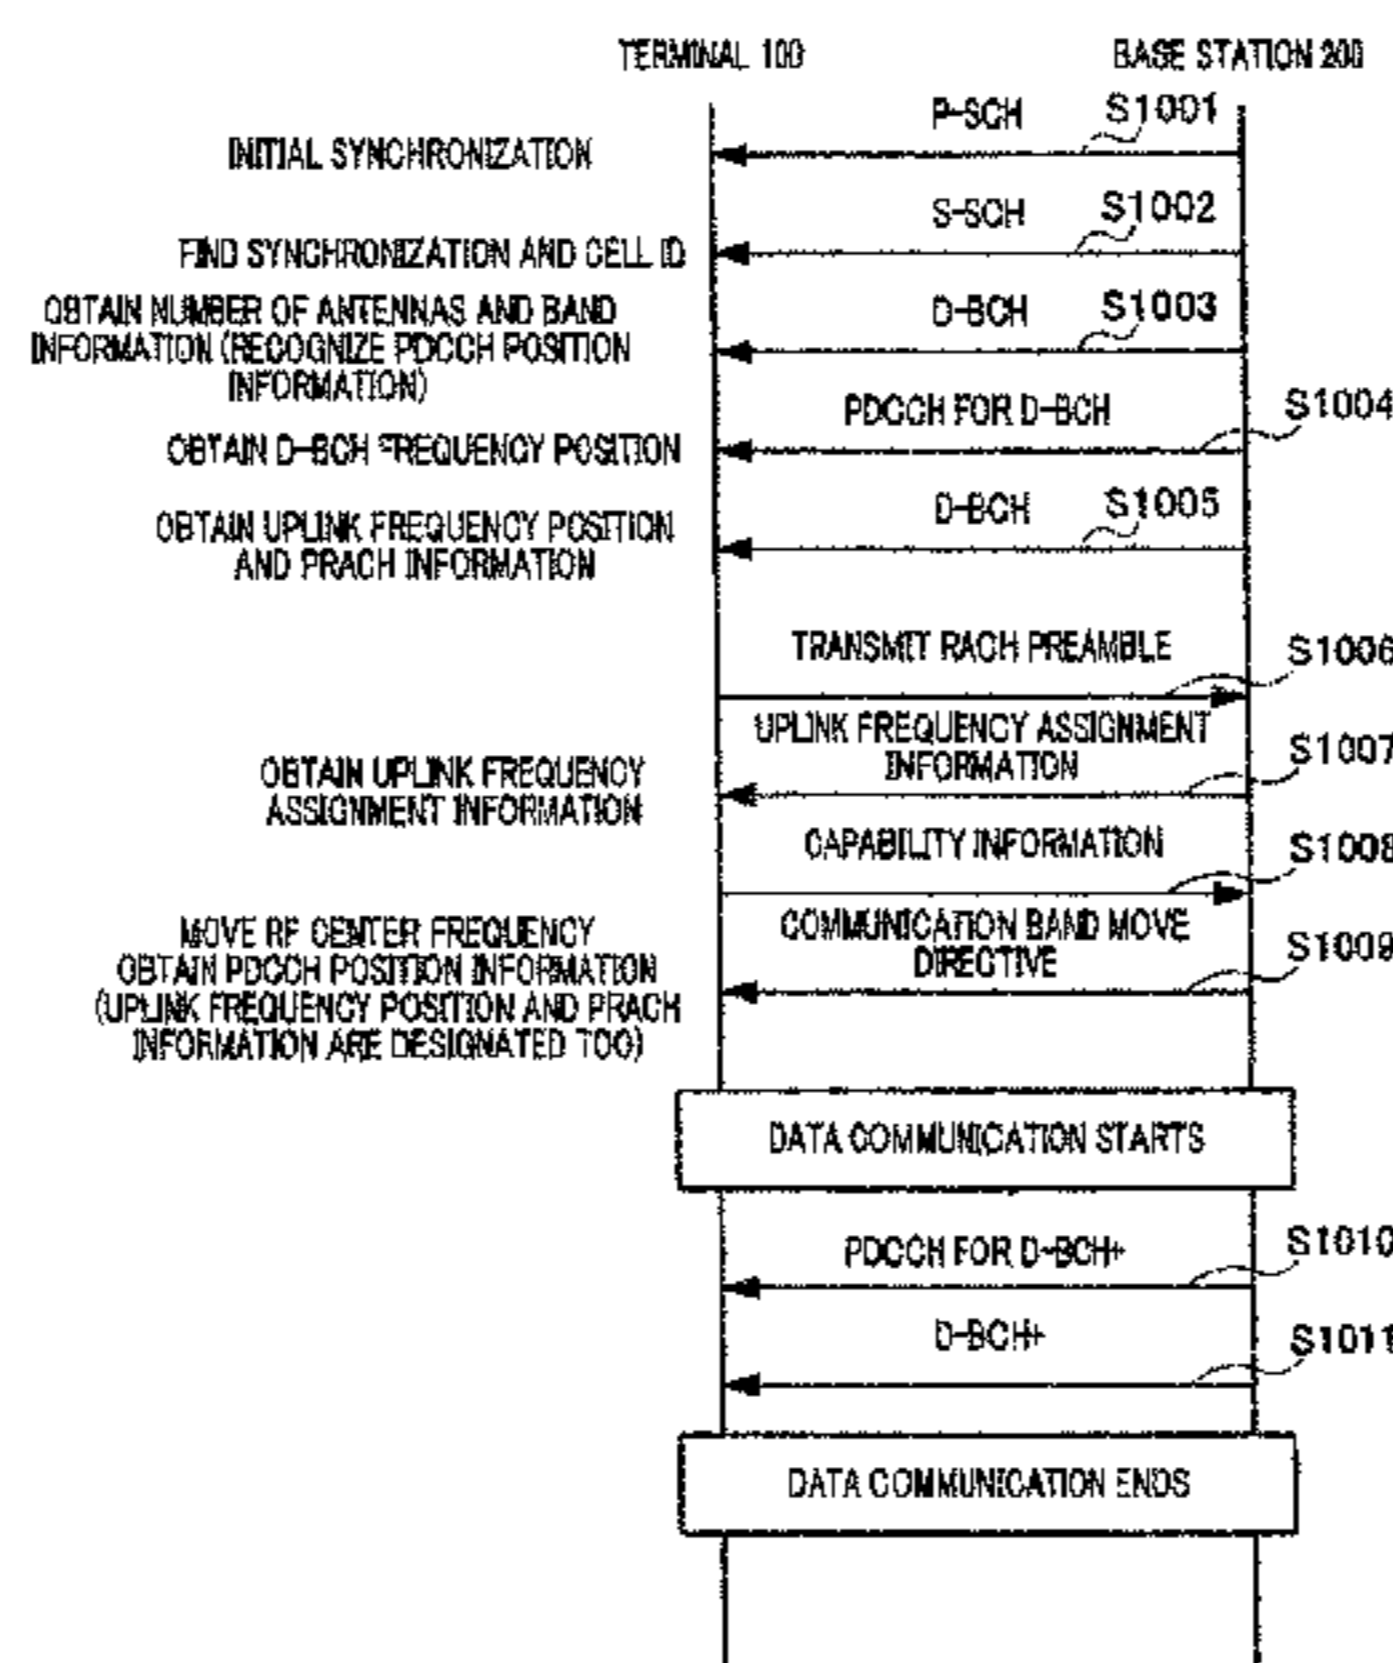 TERMINAL 100
BASE STATION 200
P-SCH
S1001
INITIAL SYNCHRONIZATION
S-SCH
S1002
FIND SYNCHRONIZATION AND CELL ID
OBTAIN NUMBER OF ANTENNAS AND BAND
INFORMATION (RECOGNIZE PDCCH POSITION
INFORMATION)
D-BCH
S1003
PDCCH FOR D-BCH
S1004
OBTAIN D-BCH FREQUENCY POSITION
D-BCH
S1005
OBTAIN UPLINK FREQUENCY POSITION
AND PRACH INFORMATION
TRANSMIT RACH PREAMBLE
S1006
UPLINK FREQUENCY ASSIGNMENT
INFORMATION
S1007
OBTAIN UPLINK FREQUENCY
ASSIGNMENT INFORMATION
CAPABILITY INFORMATION
S1008
COMMUNICATION BAND MOVE
DIRECTIVE
S1009
MOVE RF CENTER FREQUENCY
OBTAIN PDCCH POSITION INFORMATION
(UPLINK FREQUENCY POSITION AND PRACH
INFORMATION ARE DESIGNATED TOO)
DATA COMMUNICATION STARTS
PDCCH FOR D-BCH+
S1010
D-BCH+
S1011
DATA COMMUNICATION ENDS